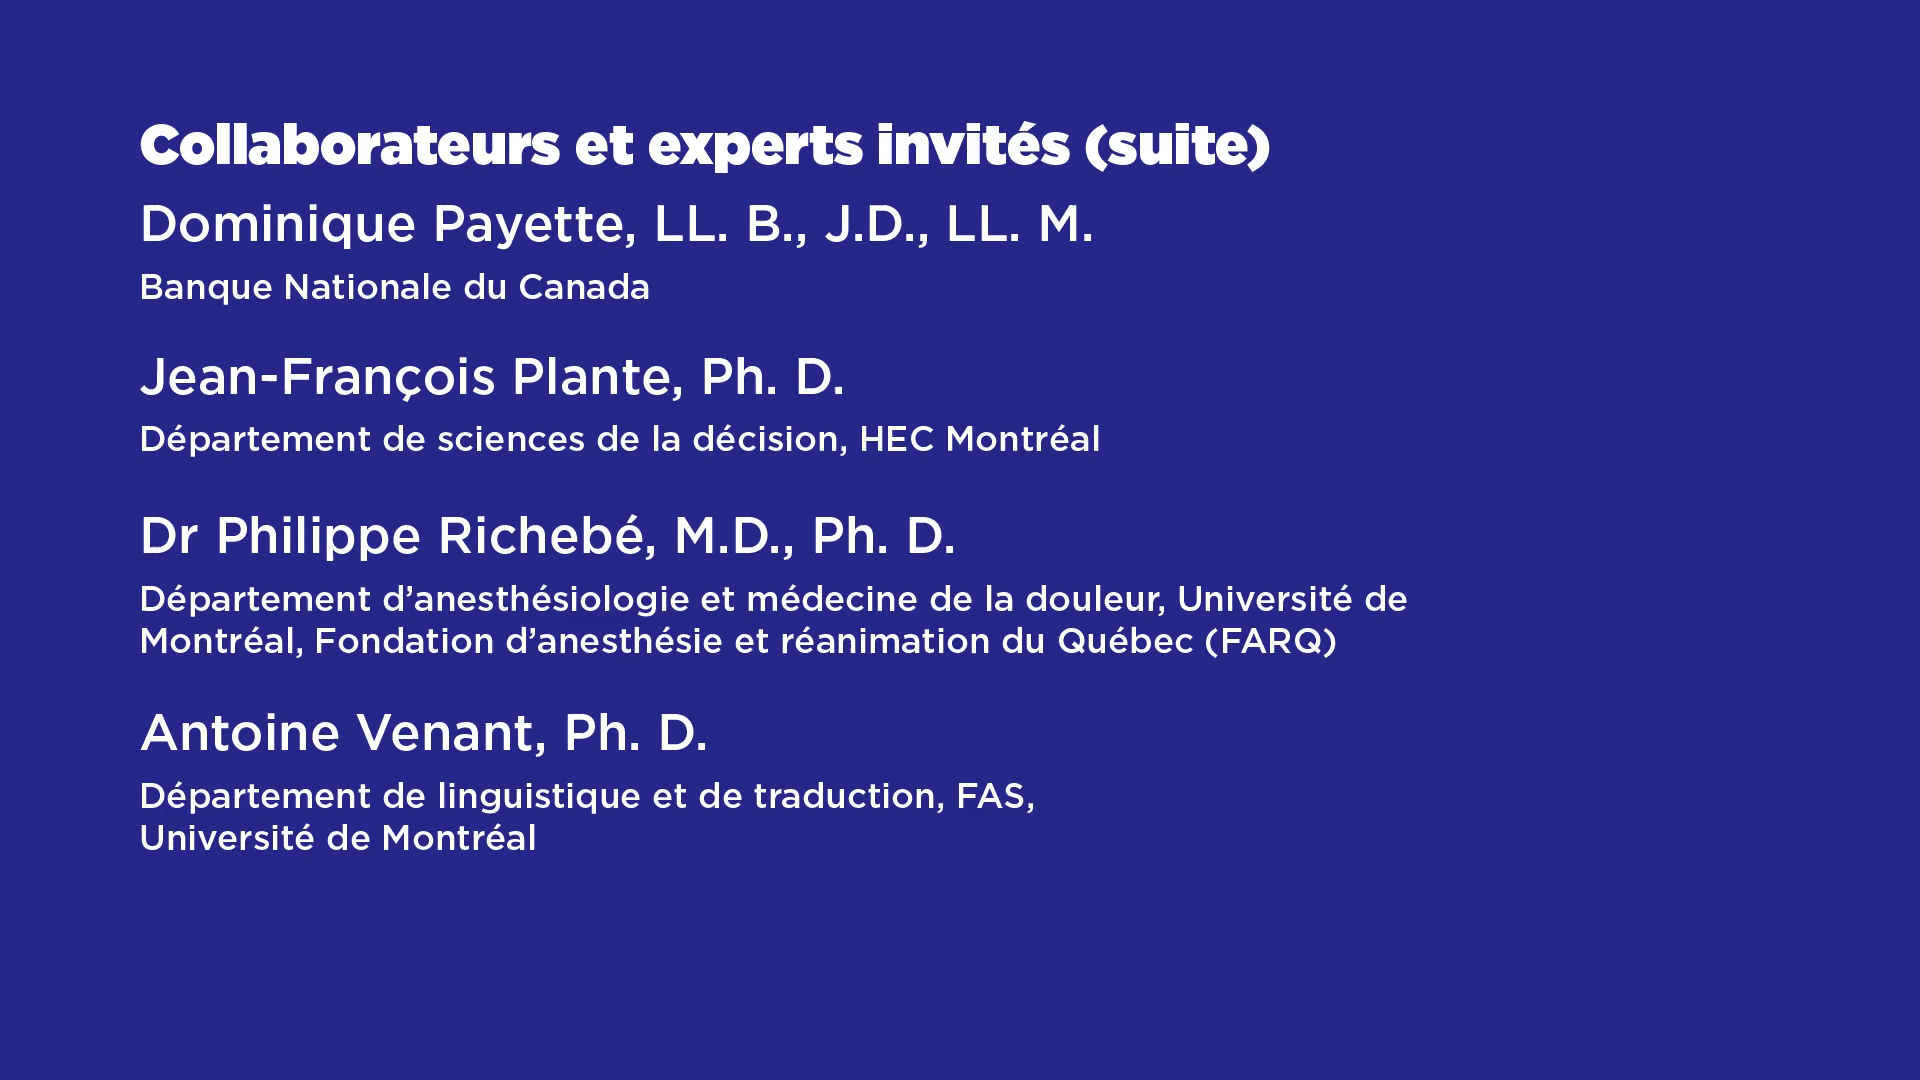 Collaborateurs et experts invités (suite)
Dominique Payette, LL. B., J.D., LL. M.
Banque Nationale du Canada
Jean-François Plante, Ph. D.
Département de sciences de la décision, HEC Montréal
Dr Philippe Richebé, M.D., Ph. D.
Département d’anesthésiologie et médecine de la douleur, Université de
Montréal, Fondation d’anesthésie et réanimation du Québec (FARQ)
Antoine Venant, Ph. D.
Département de linguistique et de traduction, FAS,
Université de Montréal